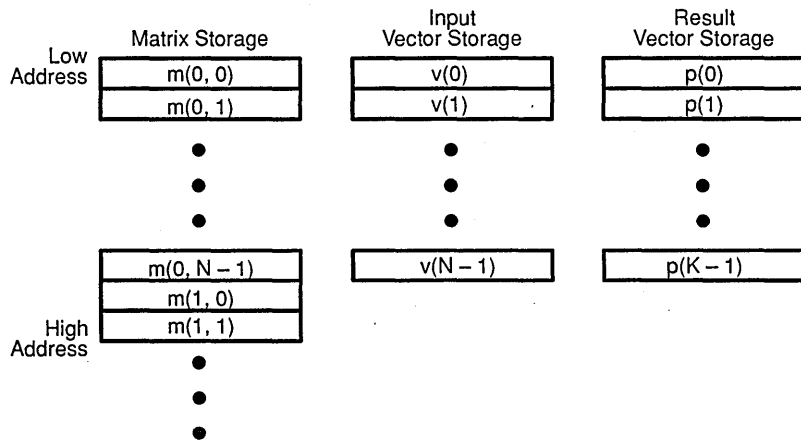 Matrix Storage
Input
Vector Storage
Result
Vector Storage
Low
Address
m(0, 0)
v(0)
p(0)
m(0, 1)
v(1)
p(1)
m(0, N – 1)
v(N – 1)
p(K – 1)
m(1, 0)
m(1, 1)
High
Address